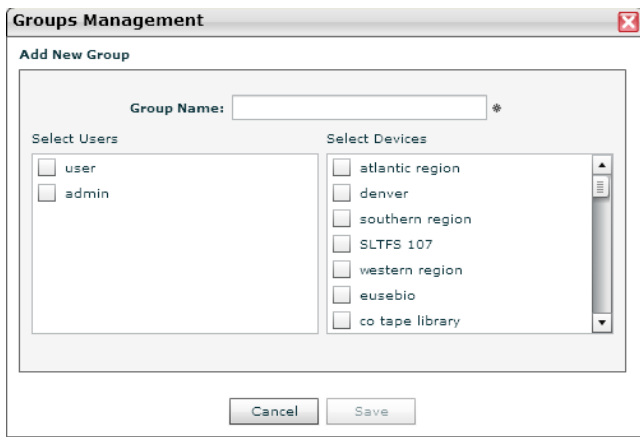 Groups Management
Add New Group
Group Name: *
Select Users
user
admin
Select Devices
atlantic region
denver
southern region
SLTFS 107
western region
eusebio
co tape library
Cancel
Save